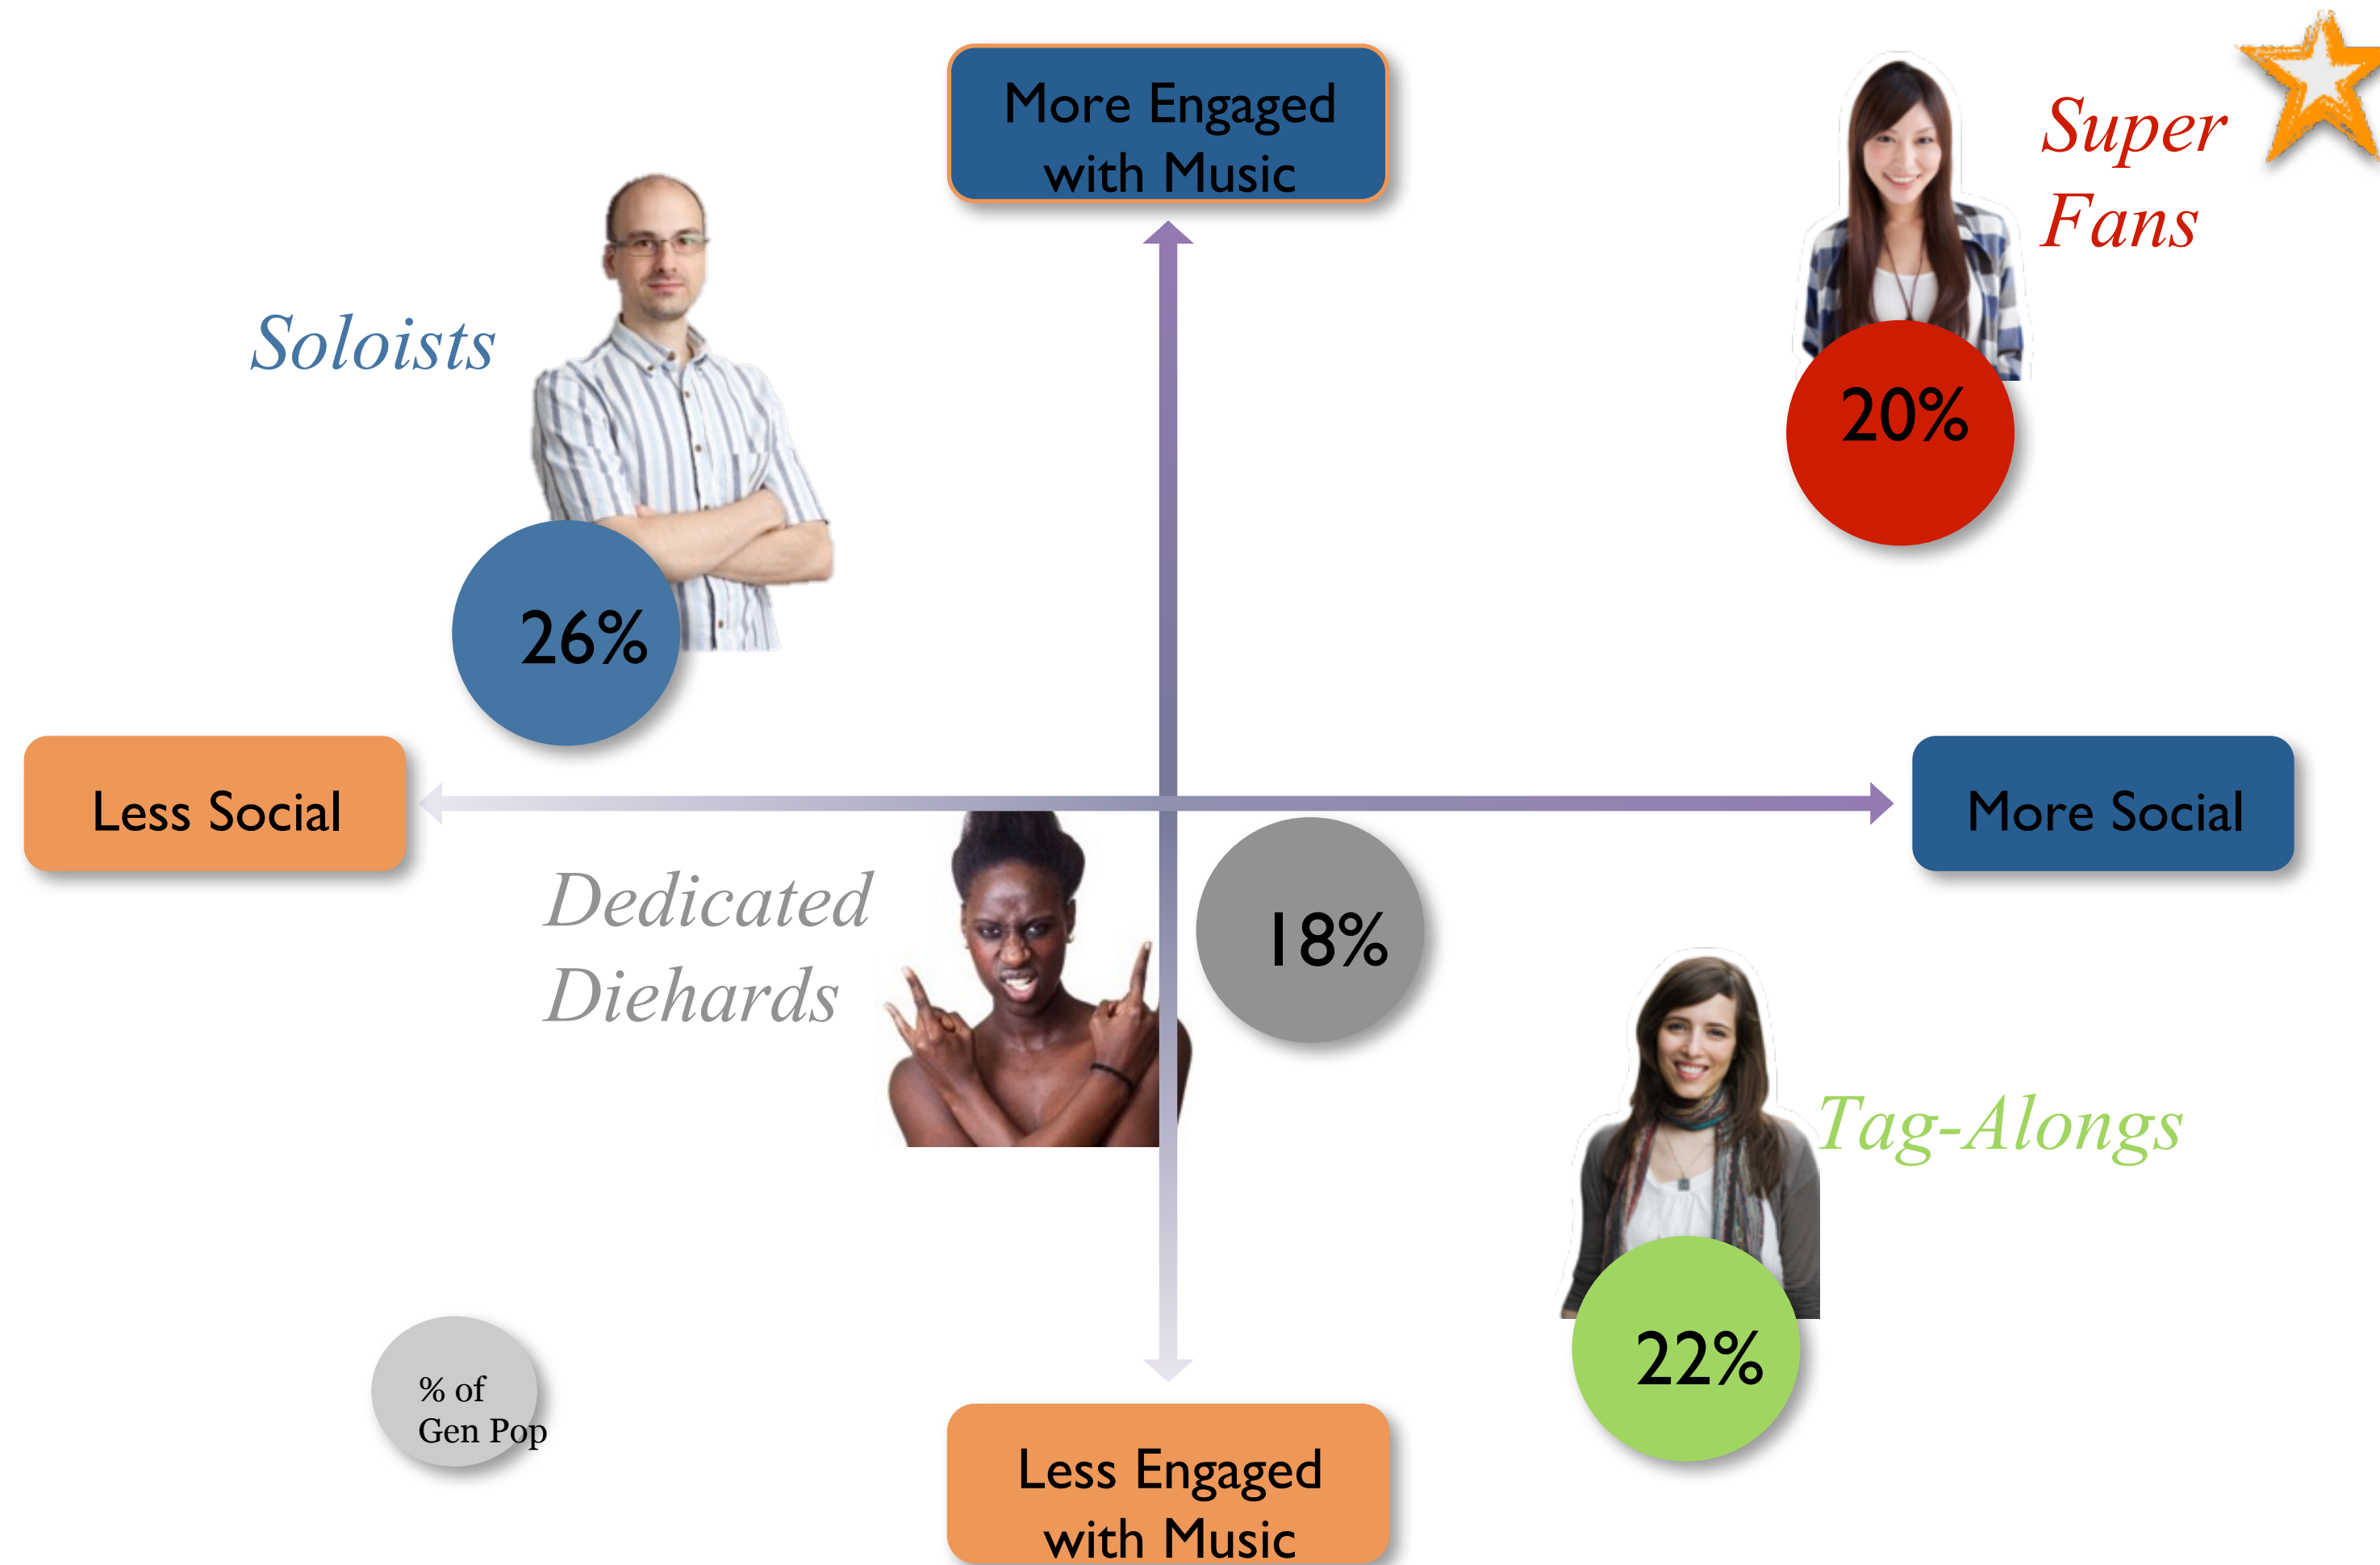 More Engaged
with Music
Super
Fans
Soloists
20%
26%
Less Social
More Social
Dedicated
Diehards
18%
Tag-Alongs
22%
% of
Gen Pop
Less Engaged
with Music